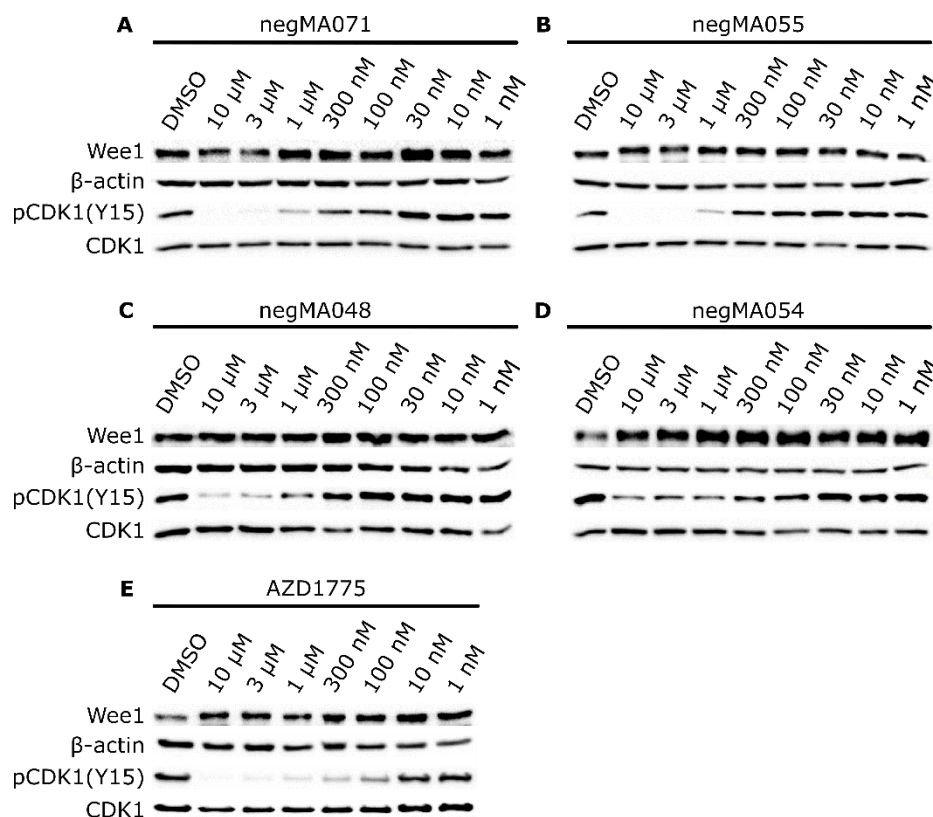 A negMA071
DMSO 10 µM 3 µM 1 µM 300 nM 100 nM 30 nM 10 nM 1 nM
Wee1
β-actin
pCDK1(Y15)
CDK1
B negMA055
DMSO 10 µM 3 µM 1 µM 300 nM 100 nM 30 nM 10 nM 1 nM
C negMA048
DMSO 10 µM 3 µM 1 µM 300 nM 100 nM 30 nM 10 nM 1 nM
Wee1
β-actin
pCDK1(Y15)
CDK1
D negMA054
DMSO 10 µM 3 µM 1 µM 300 nM 100 nM 30 nM 10 nM 1 nM
E AZD1775
DMSO 10 µM 3 µM 1 µM 300 nM 100 nM 10 nM 1 nM
Wee1
β-actin
pCDK1(Y15)
CDK1